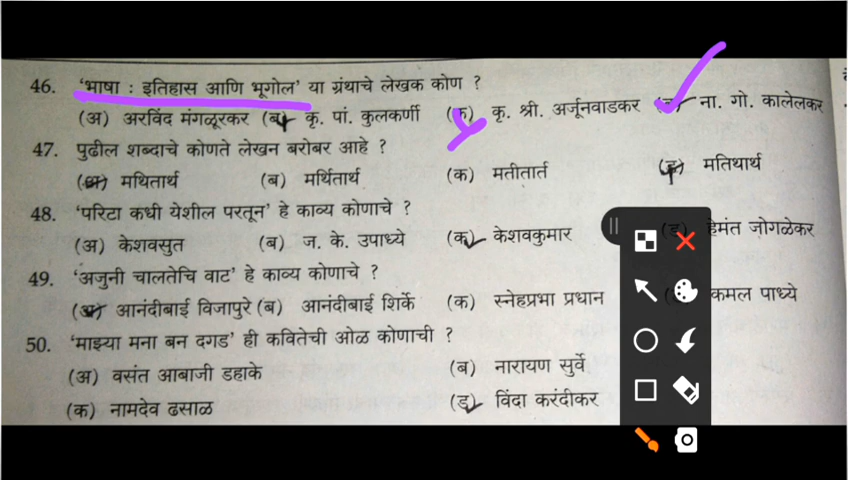 46. 'भाषा : इतिहास आणि भूगोल' या ग्रंथाचे लेखक कोण ?
(अ) अरविंद मंगळूरकर (ब) कृ. पां. कुलकर्णी (क) कृ. श्री. अर्जूनवाडकर (ड) ना. गो. कालेलकर
47. पुढील शब्दाचे कोणते लेखन बरोबर आहे ?
(अ) मथितार्थ (ब) मर्थितार्थ (क) मतीतार्त (ड) मतिथार्थ
48. 'परिटा कधी येशील परतून' हे काव्य कोणाचे ?
(अ) केशवसुत (ब) ज. के. उपाध्ये (क) केशवकुमार (ड) हेमंत जोगळेकर
49. 'अजुनी चालतेचि वाट' हे काव्य कोणाचे ?
(अ) आनंदीबाई विजापुरे (ब) आनंदीबाई शिर्के (क) स्नेहप्रभा प्रधान कमल पाध्ये
50. 'माझ्या मना बन दगड' ही कवितेची ओळ कोणाची ?
(अ) वसंत आबाजी डहाके (ब) नारायण सुर्वे
(क) नामदेव ढसाळ (ड) विंदा करंदीकर